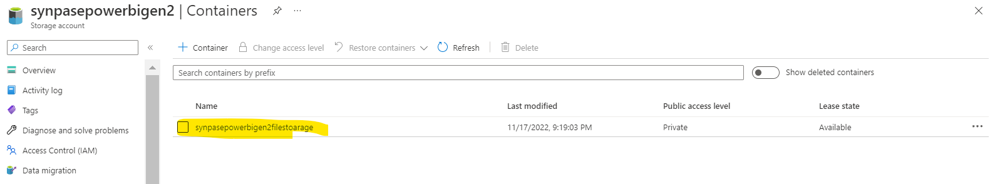 synpasepowerbigen2 | Containers
Storage account
Search
Container
Change access level
Restore containers
Refresh
Delete
Overview
Activity log
Tags
Diagnose and solve problems
Access Control (IAM)
Data migration
Search containers by prefix
Show deleted containers
Name Last modified Public access level Lease state
synpasepowerbigen2filestoarage 11/17/2022, 9:19:03 PM Private Available